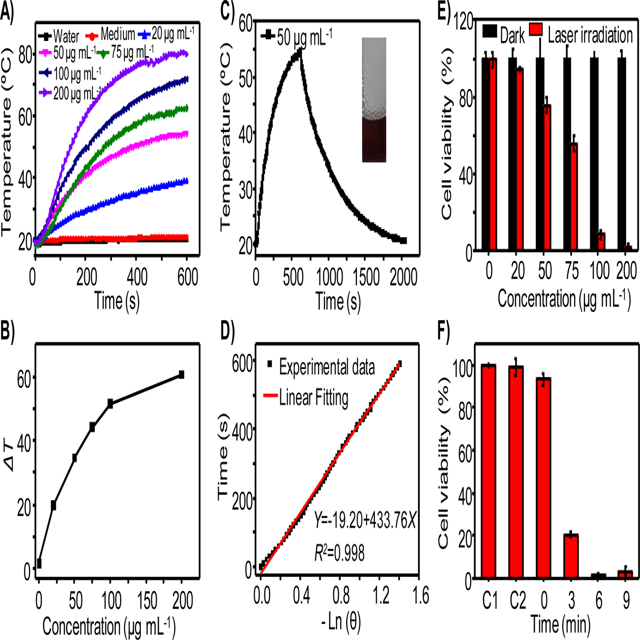 A)
Water Medium 20 µg mL-1
50 µg mL-1 75 µg mL-1
100 µg mL-1
200 µg mL-1
Temperature (°C)
80
60
40
20
0 200 400 600
Time (s)
C)
50 µg mL-1
Temperature (°C)
60
50
40
30
20
0 500 1000 1500 2000
Time (s)
E)
Dark Laser irradiation
Cell viability (%)
120
80
40
0
0 20 50 75 100 200
Concentration (µg mL-1)
B)
ΔT
60
40
20
0
0 50 100 150 200
Concentration (µg mL-1)
D)
Experimental data
Linear Fitting
Time (s)
600
400
200
0
Y=-19.20+433.76X
R2=0.998
0.0 0.4 0.8 1.2 1.6
- Ln (θ)
F)
Cell viability (%)
100
80
60
40
20
0
C1 C2 0 3 6 9
Time (min)